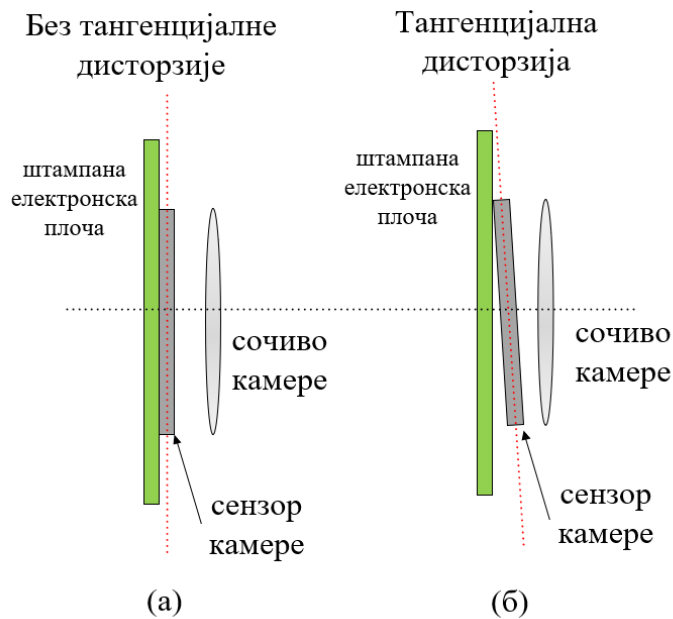 Без тангенцијалне
дисторзије
штампана
електронска
плоча
сочиво
камере
сензор
камере
(а)
Тангенцијална
дисторзија
штампана
електронска
плоча
сочиво
камере
сензор
камере
(б)